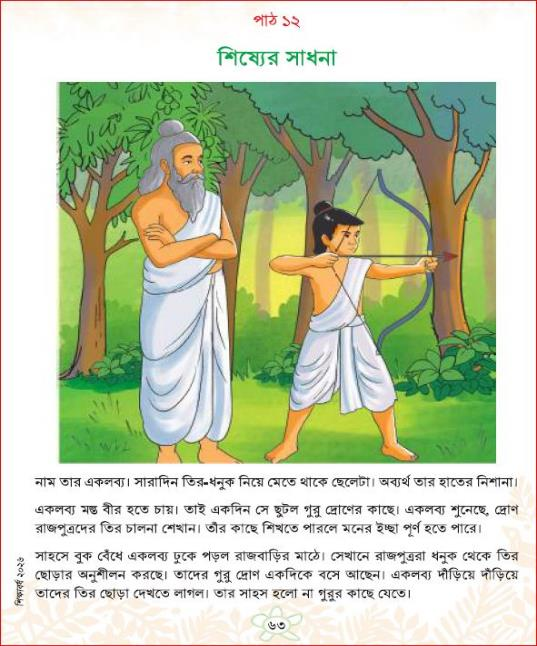 পাঠ ১২
শিষ্যের সাধনা
নাম তার একলব্য। সারাদিন তির-ধনুক নিয়ে মেতে থাকে ছেলেটা। অব্যর্থ তার হাতের নিশানা।
একলব্য মস্ত বীর হতে চায়। তাই একদিন সে ছুটল গুরু দ্রোণের কাছে। একলব্য শুনেছে, দ্রোণ
রাজপুত্রদের তির চালনা শেখান। তাঁর কাছে শিখতে পারলে মনের ইচ্ছা পূর্ণ হতে পারে।
সাহসে বুক বেঁধে একলব্য ঢুকে পড়ল রাজবাড়ির মাঠে। সেখানে রাজপুত্ররা ধনুক থেকে তির
ছোড়ার অনুশীলন করছে। তাদের গুরু দ্রোণ একদিকে বসে আছেন। একলব্য দাঁড়িয়ে দাঁড়িয়ে
তাদের তির ছোড়া দেখতে লাগল। তার সাহস হলো না গুরুর কাছে যেতে।
শিক্ষাবর্ষ ২০২৬
৬৩